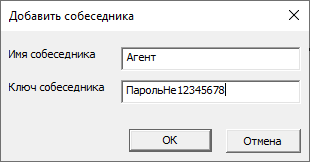 Добавить собеседника
Имя собеседника Агент
Ключ собеседника ПарольНе12345678
OK Отмена